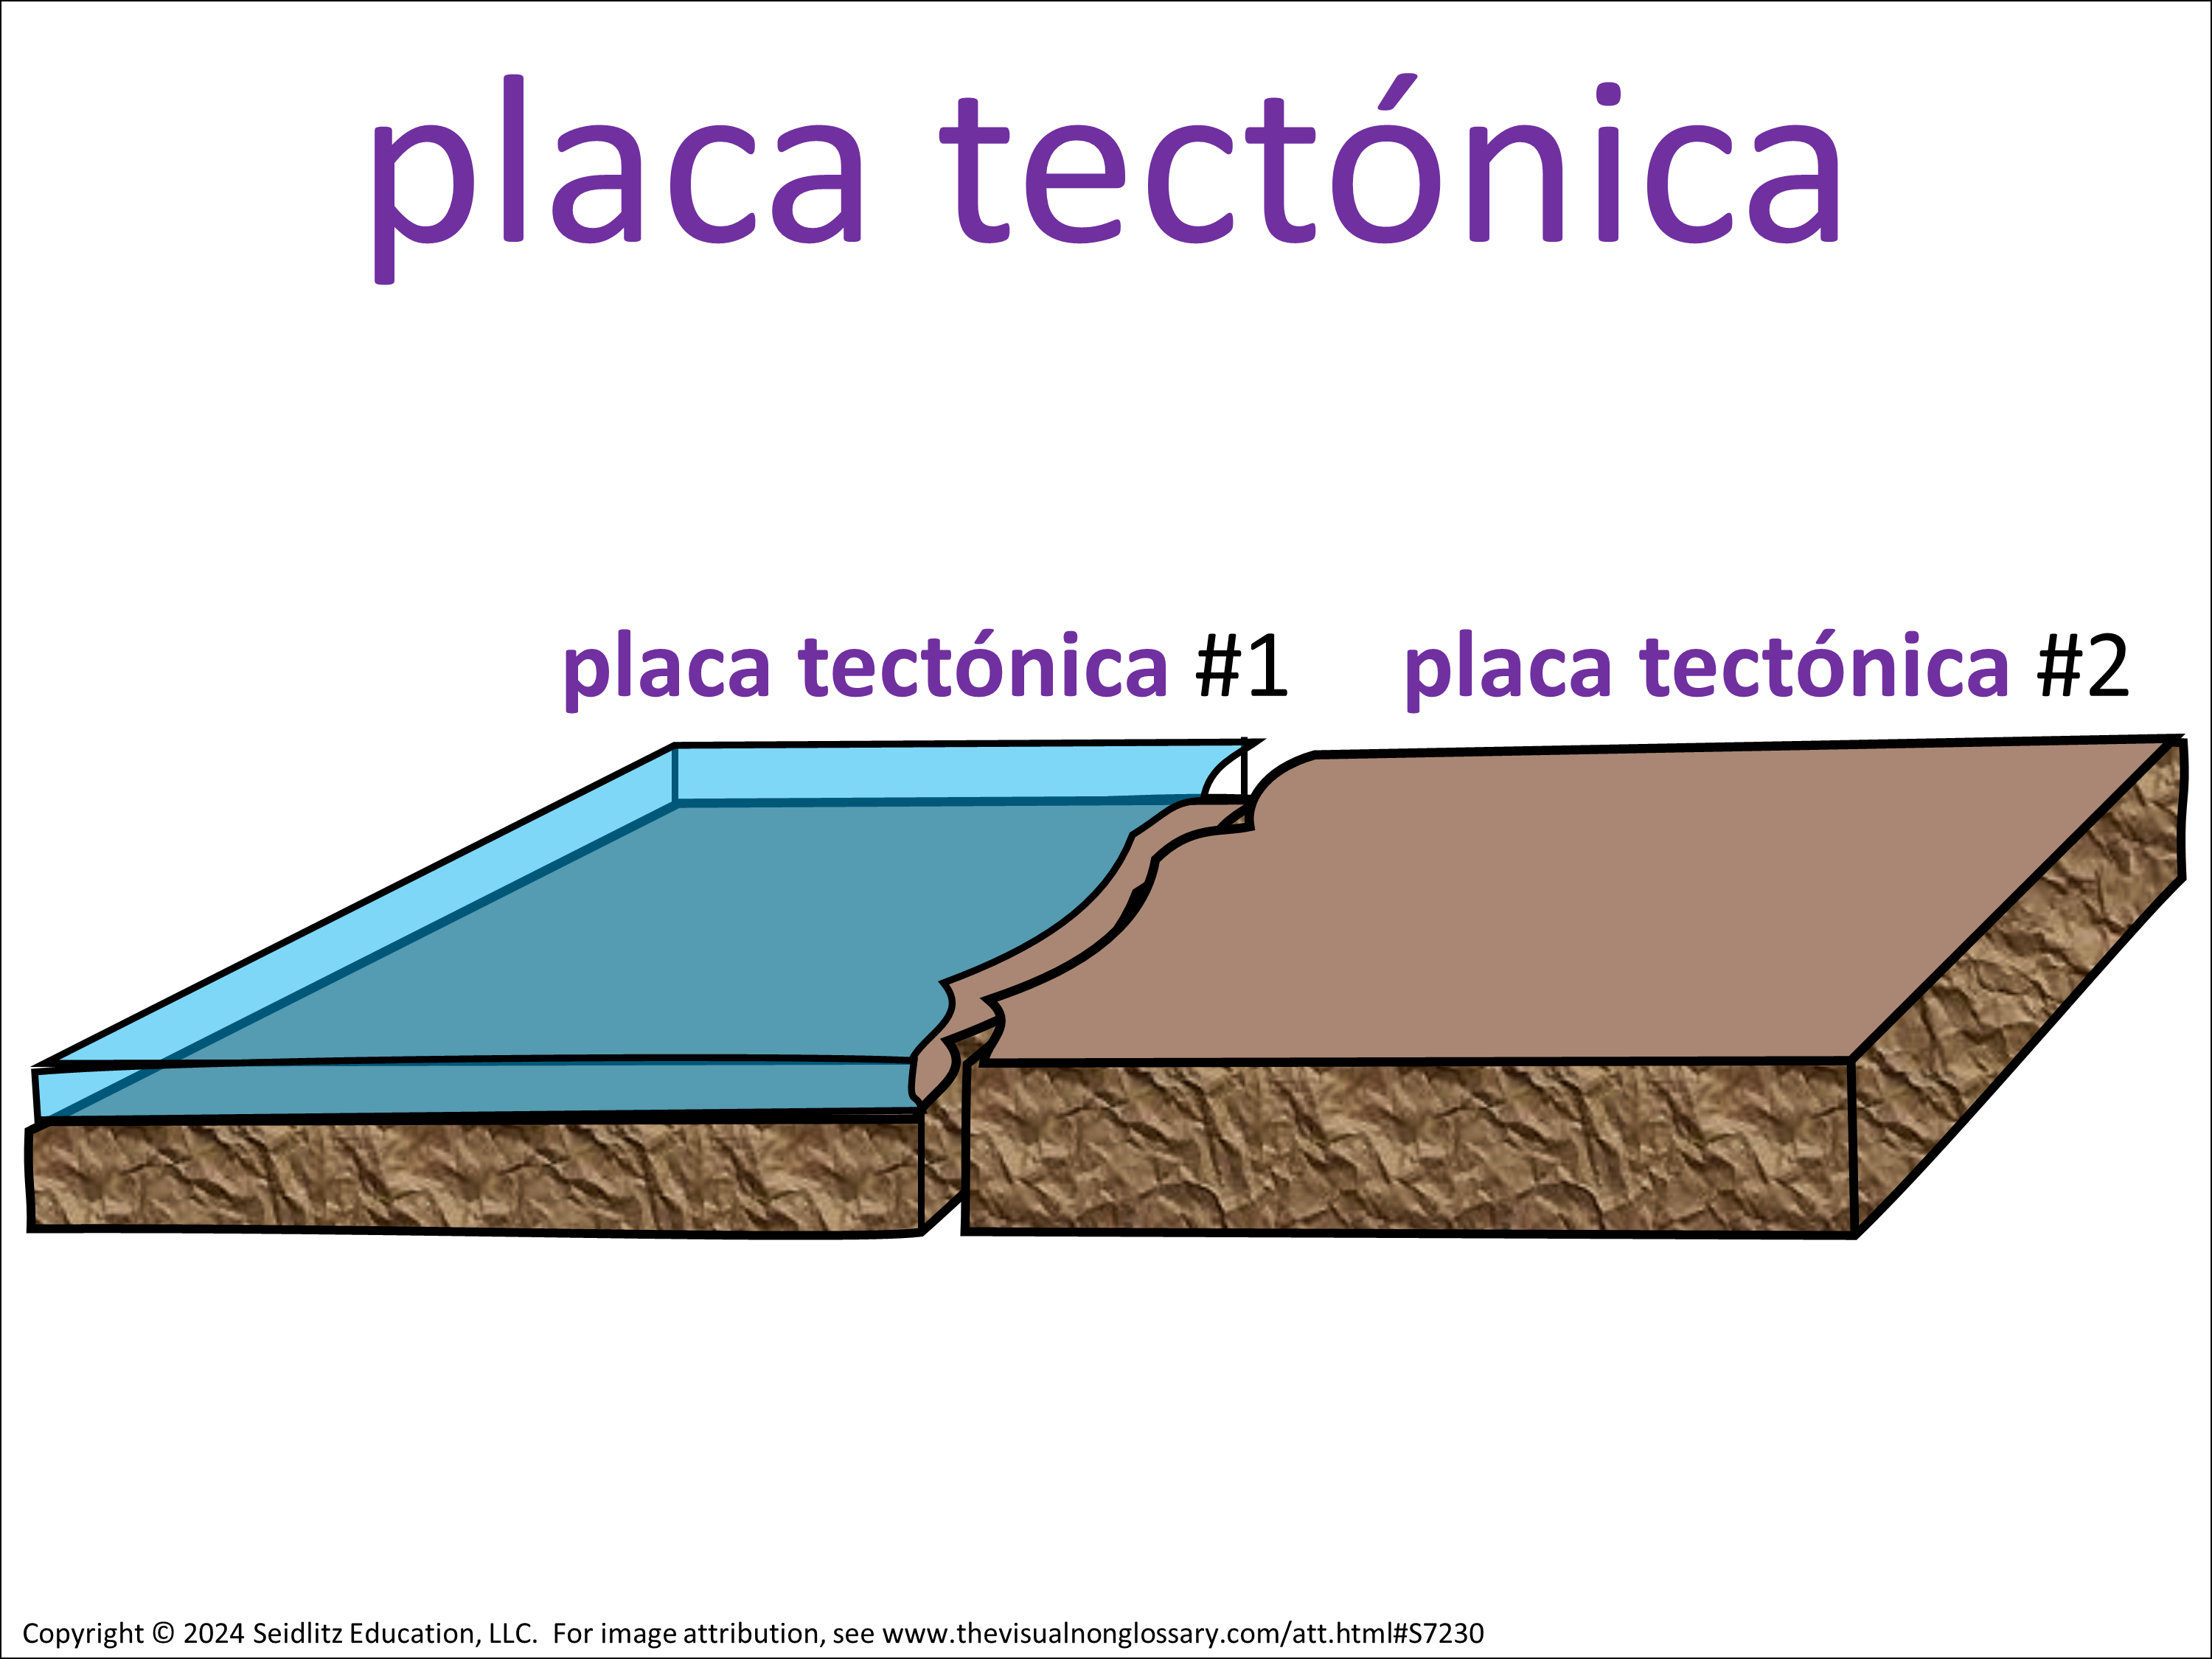 placa tectónica
placa tectónica #1
placa tectónica #2
Copyright © 2024 Seidlitz Education, LLC.  For image attribution, see www.thevisualnonglossary.com/att.html#S7230